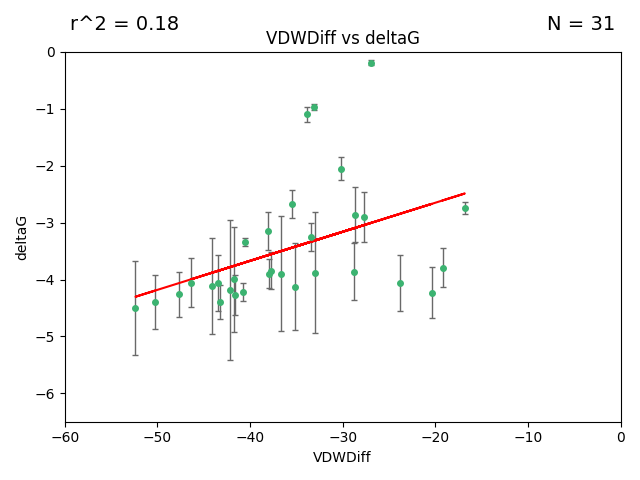 r^2 = 0.18
N = 31
VDWDiff vs deltaG
0
−1
−2
−3
−4
−5
−6
deltaG
−60 −50 −40 −30 −20 −10 0
VDWDiff